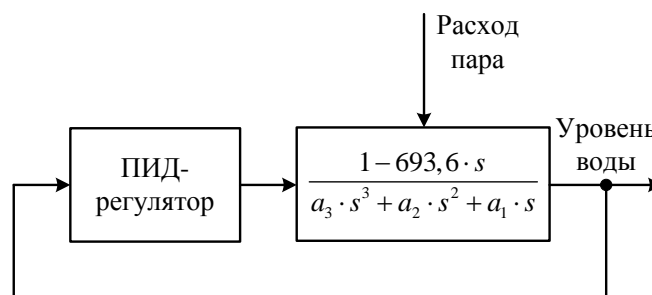 Расход
пара
ПИД-
регулятор
1 − 693,6 · s
a₃ · s³ + a₂ · s² + a₁ · s
Уровень
воды